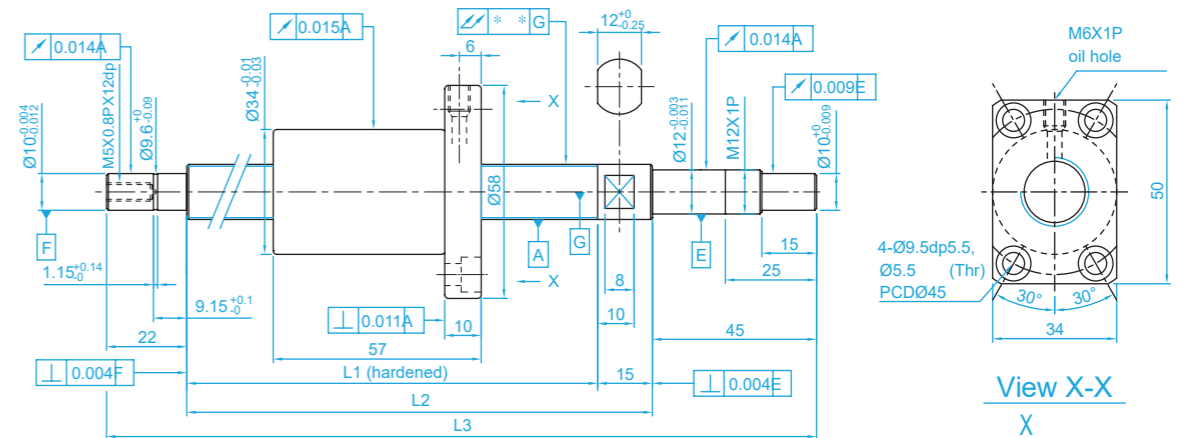 ↗ 0.014A
M5X0.8PX12dp
Ø10 -0.004 -0.012
Ø9.6 +0 -0.09
↗ 0.015A
Ø34 -0.01 -0.03
6
X
⌰ * * G
12 +0 -0.25
↗ 0.014A
↗ 0.009E
Ø12 -0.003 -0.011
M12X1P
Ø10 +0 -0.009
Ø58
F
A
G
E
X
1.15 +0.14 -0
9.15 +0.1 -0
22
⊥ 0.004F
⊥ 0.011A
10
57
8
10
15
25
45
L1 (hardened)
15
⊥ 0.004E
L2
L3
M6X1P
oil hole
50
4-Ø9.5dp5.5,
Ø5.5 (Thr)
PCDØ45
30°
30°
34
View X-X
X